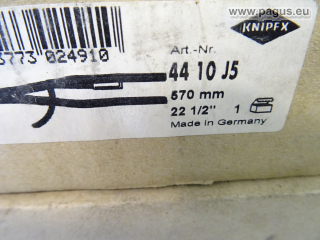 www.pagus.eu
3773 024910
KNIPEX
Art.-Nr.
44 10 J5
570 mm
22 1/2" 1
Made in Germany